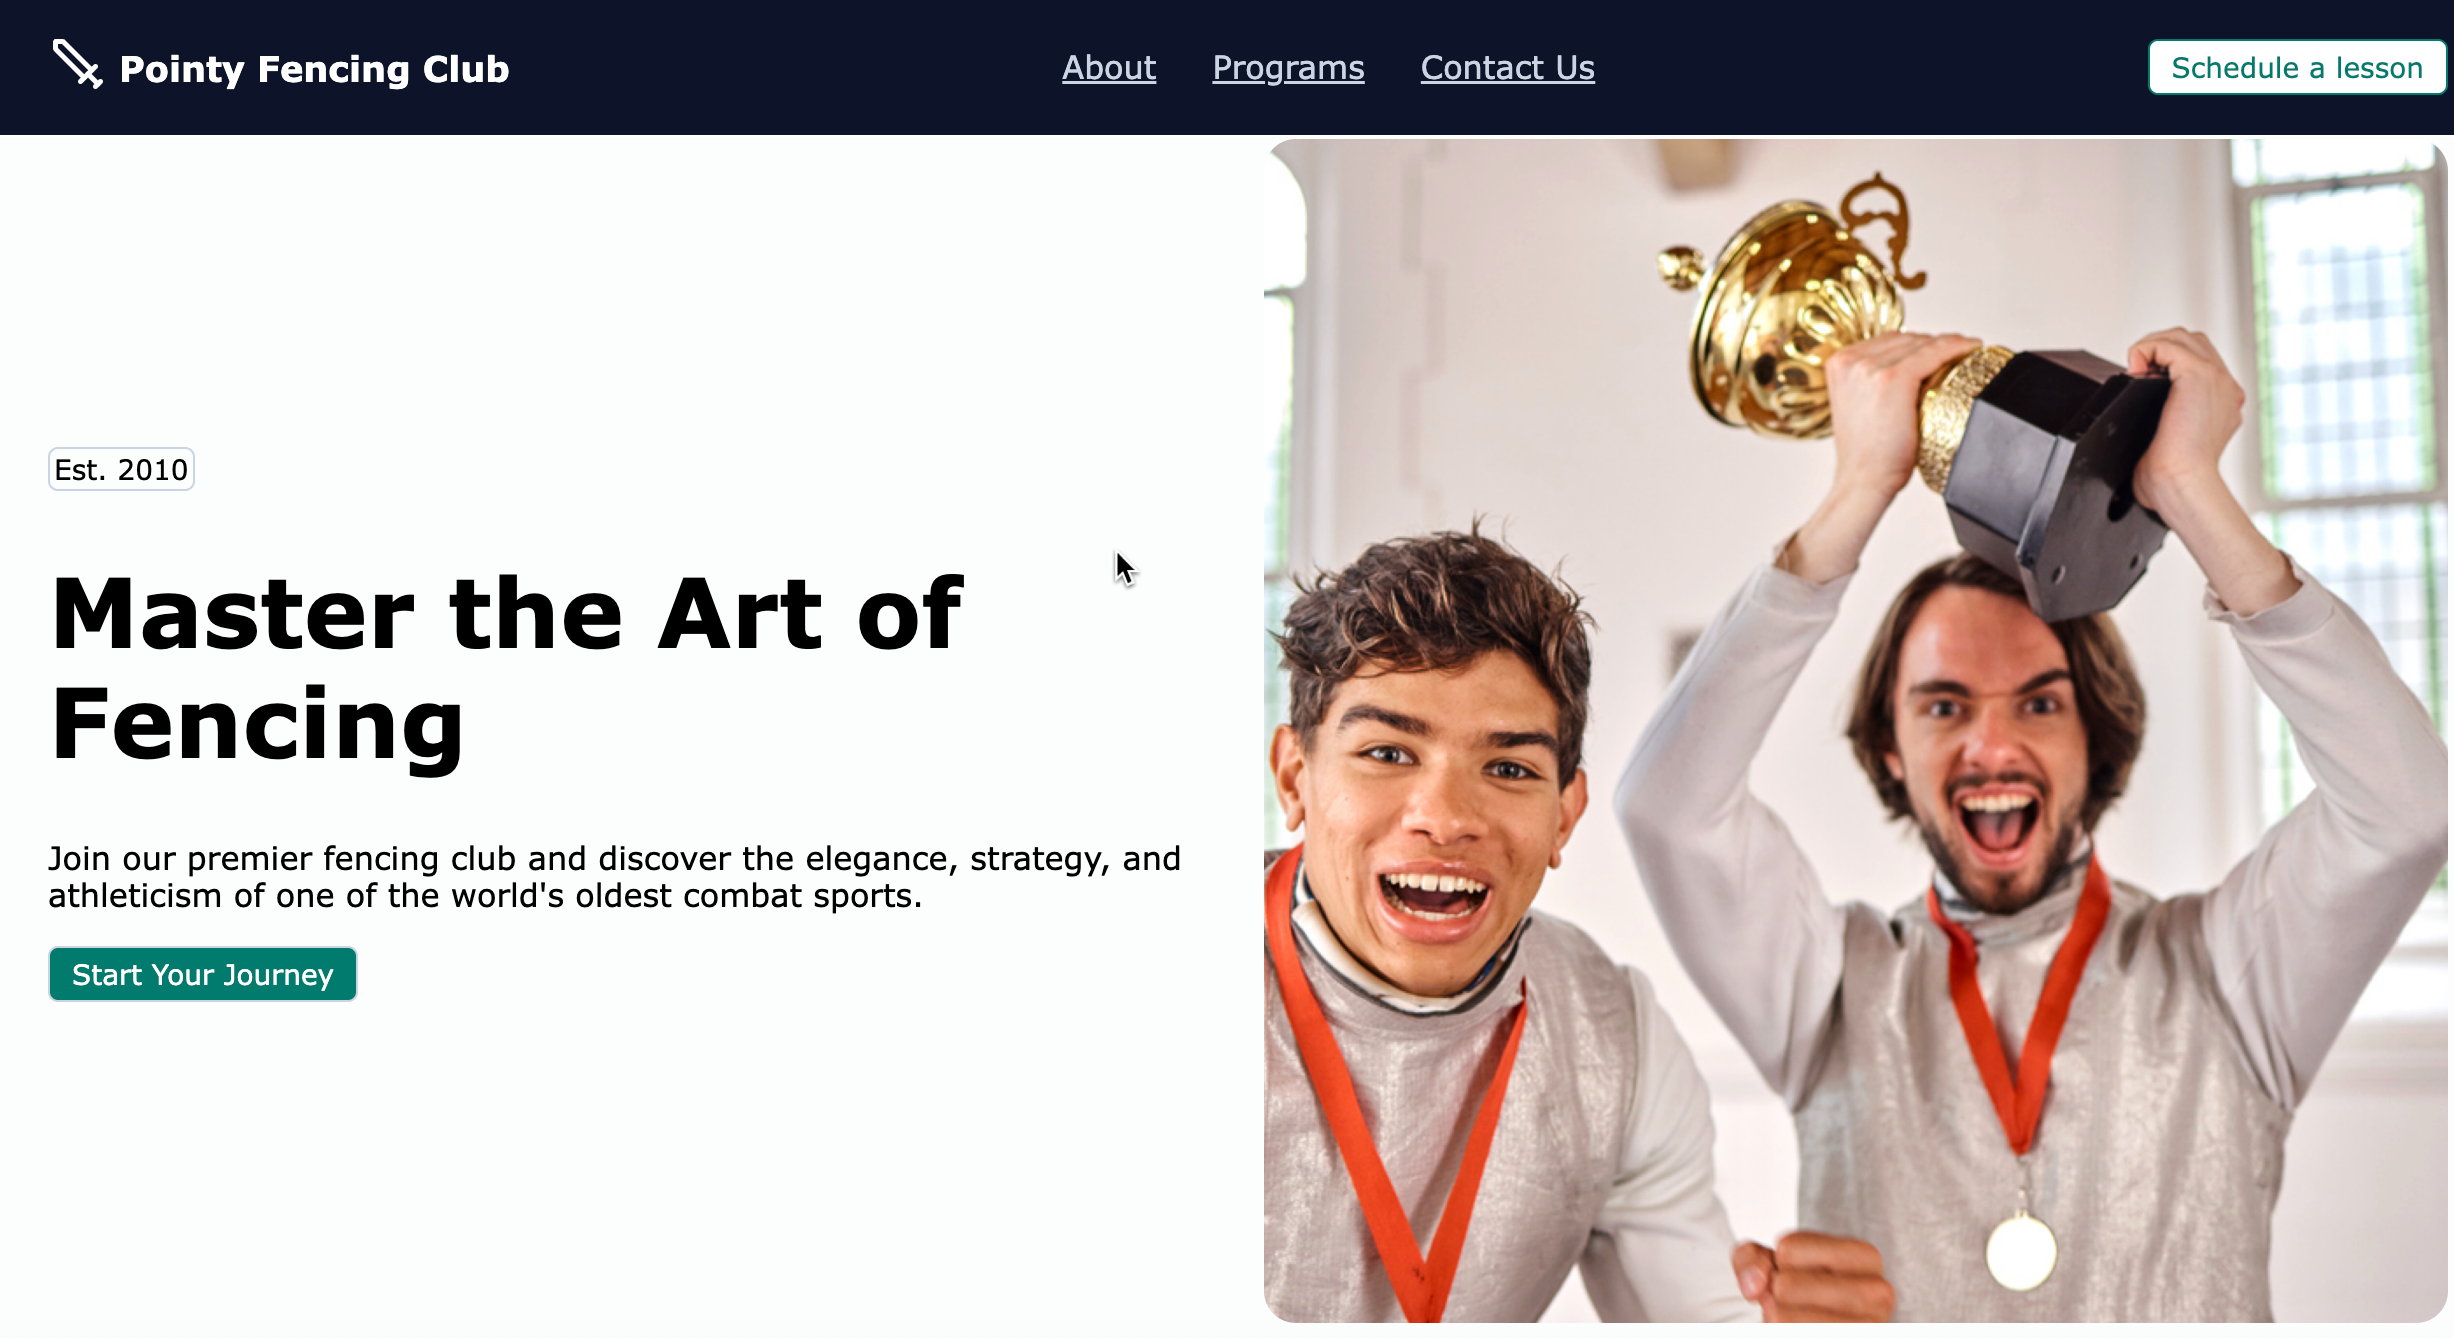 Pointy Fencing Club
About
Programs
Contact Us
Schedule a lesson
Est. 2010
Master the Art of
Fencing
Join our premier fencing club and discover the elegance, strategy, and
athleticism of one of the world's oldest combat sports.
Start Your Journey